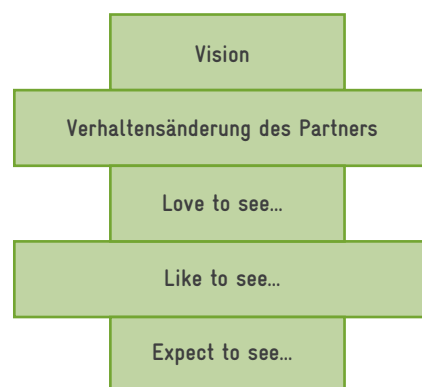 Vision
Verhaltensänderung des Partners
Love to see...
Like to see...
Expect to see...